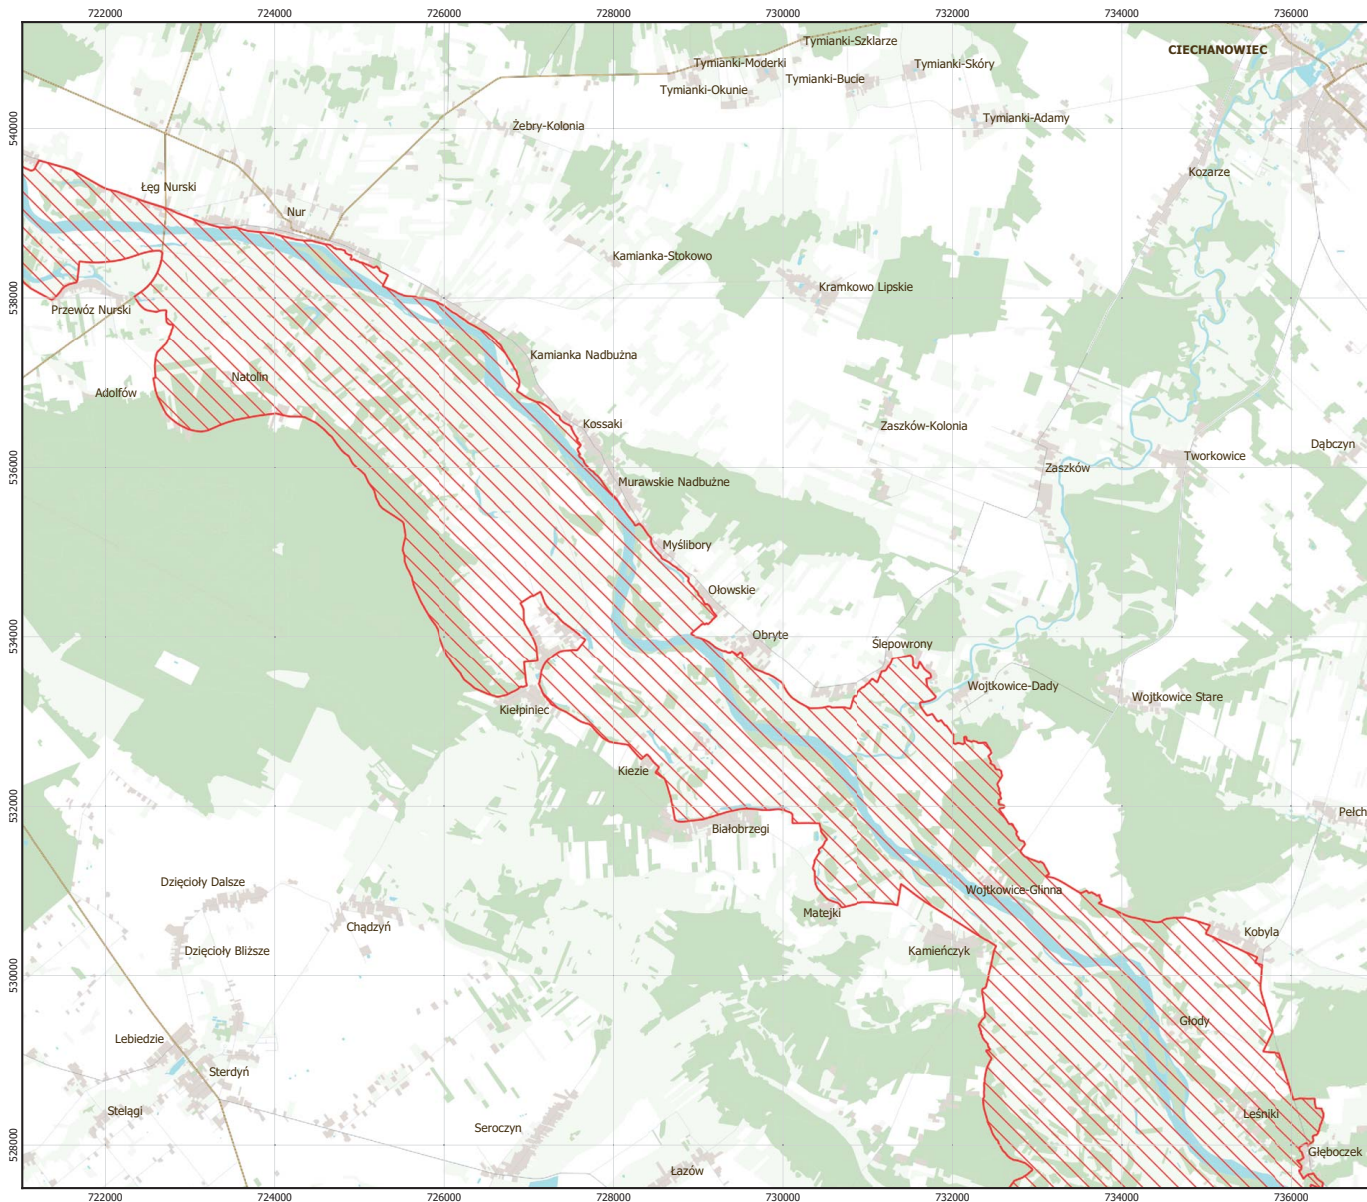 722000 724000 726000 728000 730000 732000 734000 736000
Tymianki-Szklarze
CIECHANOWIEC
Tymianki-Moderki
Tymianki-Skóry
Tymianki-Bucie
Tymianki-Okunie
Tymianki-Adamy
Żebry-Kolonia
540000
Kozarze
Łęg Nurski
Nur
Kamianka-Stokowo
Kramkowo Lipskie
538000
Przewóz Nurski
Kamianka Nadbużna
Natolin
Adolfów
Kossaki
Zaszków-Kolonia
Dąbczyn
Tworkowice
536000
Zaszków
Murawskie Nadbużne
Myślibory
Ołowskie
Obryte
534000
Ślepowrony
Wojtkowice-Dady
Wojtkowice Stare
Kiełpiniec
Kiezie
532000
Pełch
Białobrzegi
Dzięcioły Dalsze
Wojtkowice-Glinna
Matejki
Chądzyń
Kobyla
Dzięcioły Bliższe
Kamieńczyk
530000
Głody
Lebiedzie
Sterdyń
Stelągi
Leśniki
Seroczyn
528000
Głęboczek
Łazów
722000 724000 726000 728000 730000 732000 734000 736000